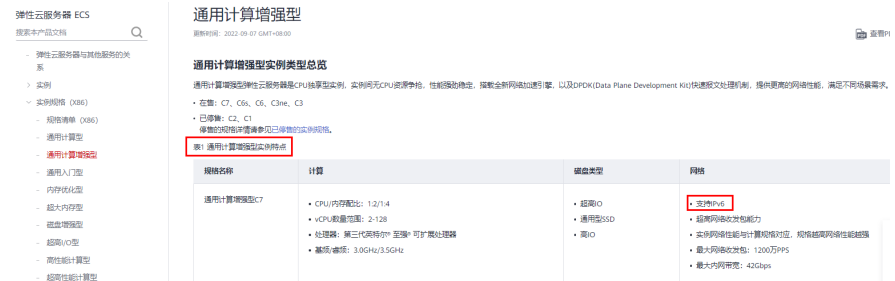 弹性云服务器 ECS
搜索本产品文档
弹性云服务器与其他服务的关
系
实例
实例规格（X86）
规格清单（X86）
通用计算型
通用计算增强型
通用入门型
内存优化型
超大内存型
磁盘增强型
超高I/O型
高性能计算型
超高性能计算型
通用计算增强型
更新时间：2022-09-07 GMT+08:00
查看PI
通用计算增强型实例类型总览
通用计算增强型弹性云服务器是CPU独享型实例，实例间无CPU资源争抢，性能强劲稳定，搭载全新网络加速引擎，以及DPDK(Data Plane Development Kit)快速报文处理机制，提供更高的网络性能，满足不同场景需求。
• 在售：C7、C6s、C6、C3ne、C3
• 已停售：C2、C1
停售的规格详情请参见已停售的实例规格。
表1 通用计算增强型实例特点
规格名称 计算 磁盘类型 网络
通用计算增强型C7
• CPU/内存配比：1:2/1:4
• vCPU数量范围：2-128
• 处理器：第三代英特尔® 至强® 可扩展处理器
• 基频/睿频：3.0GHz/3.5GHz
• 超高IO
• 通用型SSD
• 高IO
• 支持IPv6
• 超高网络收发包能力
• 实例网络性能与计算规格对应，规格越高网络性能越强
• 最大网络收发包：1200万PPS
• 最大内网带宽：42Gbps